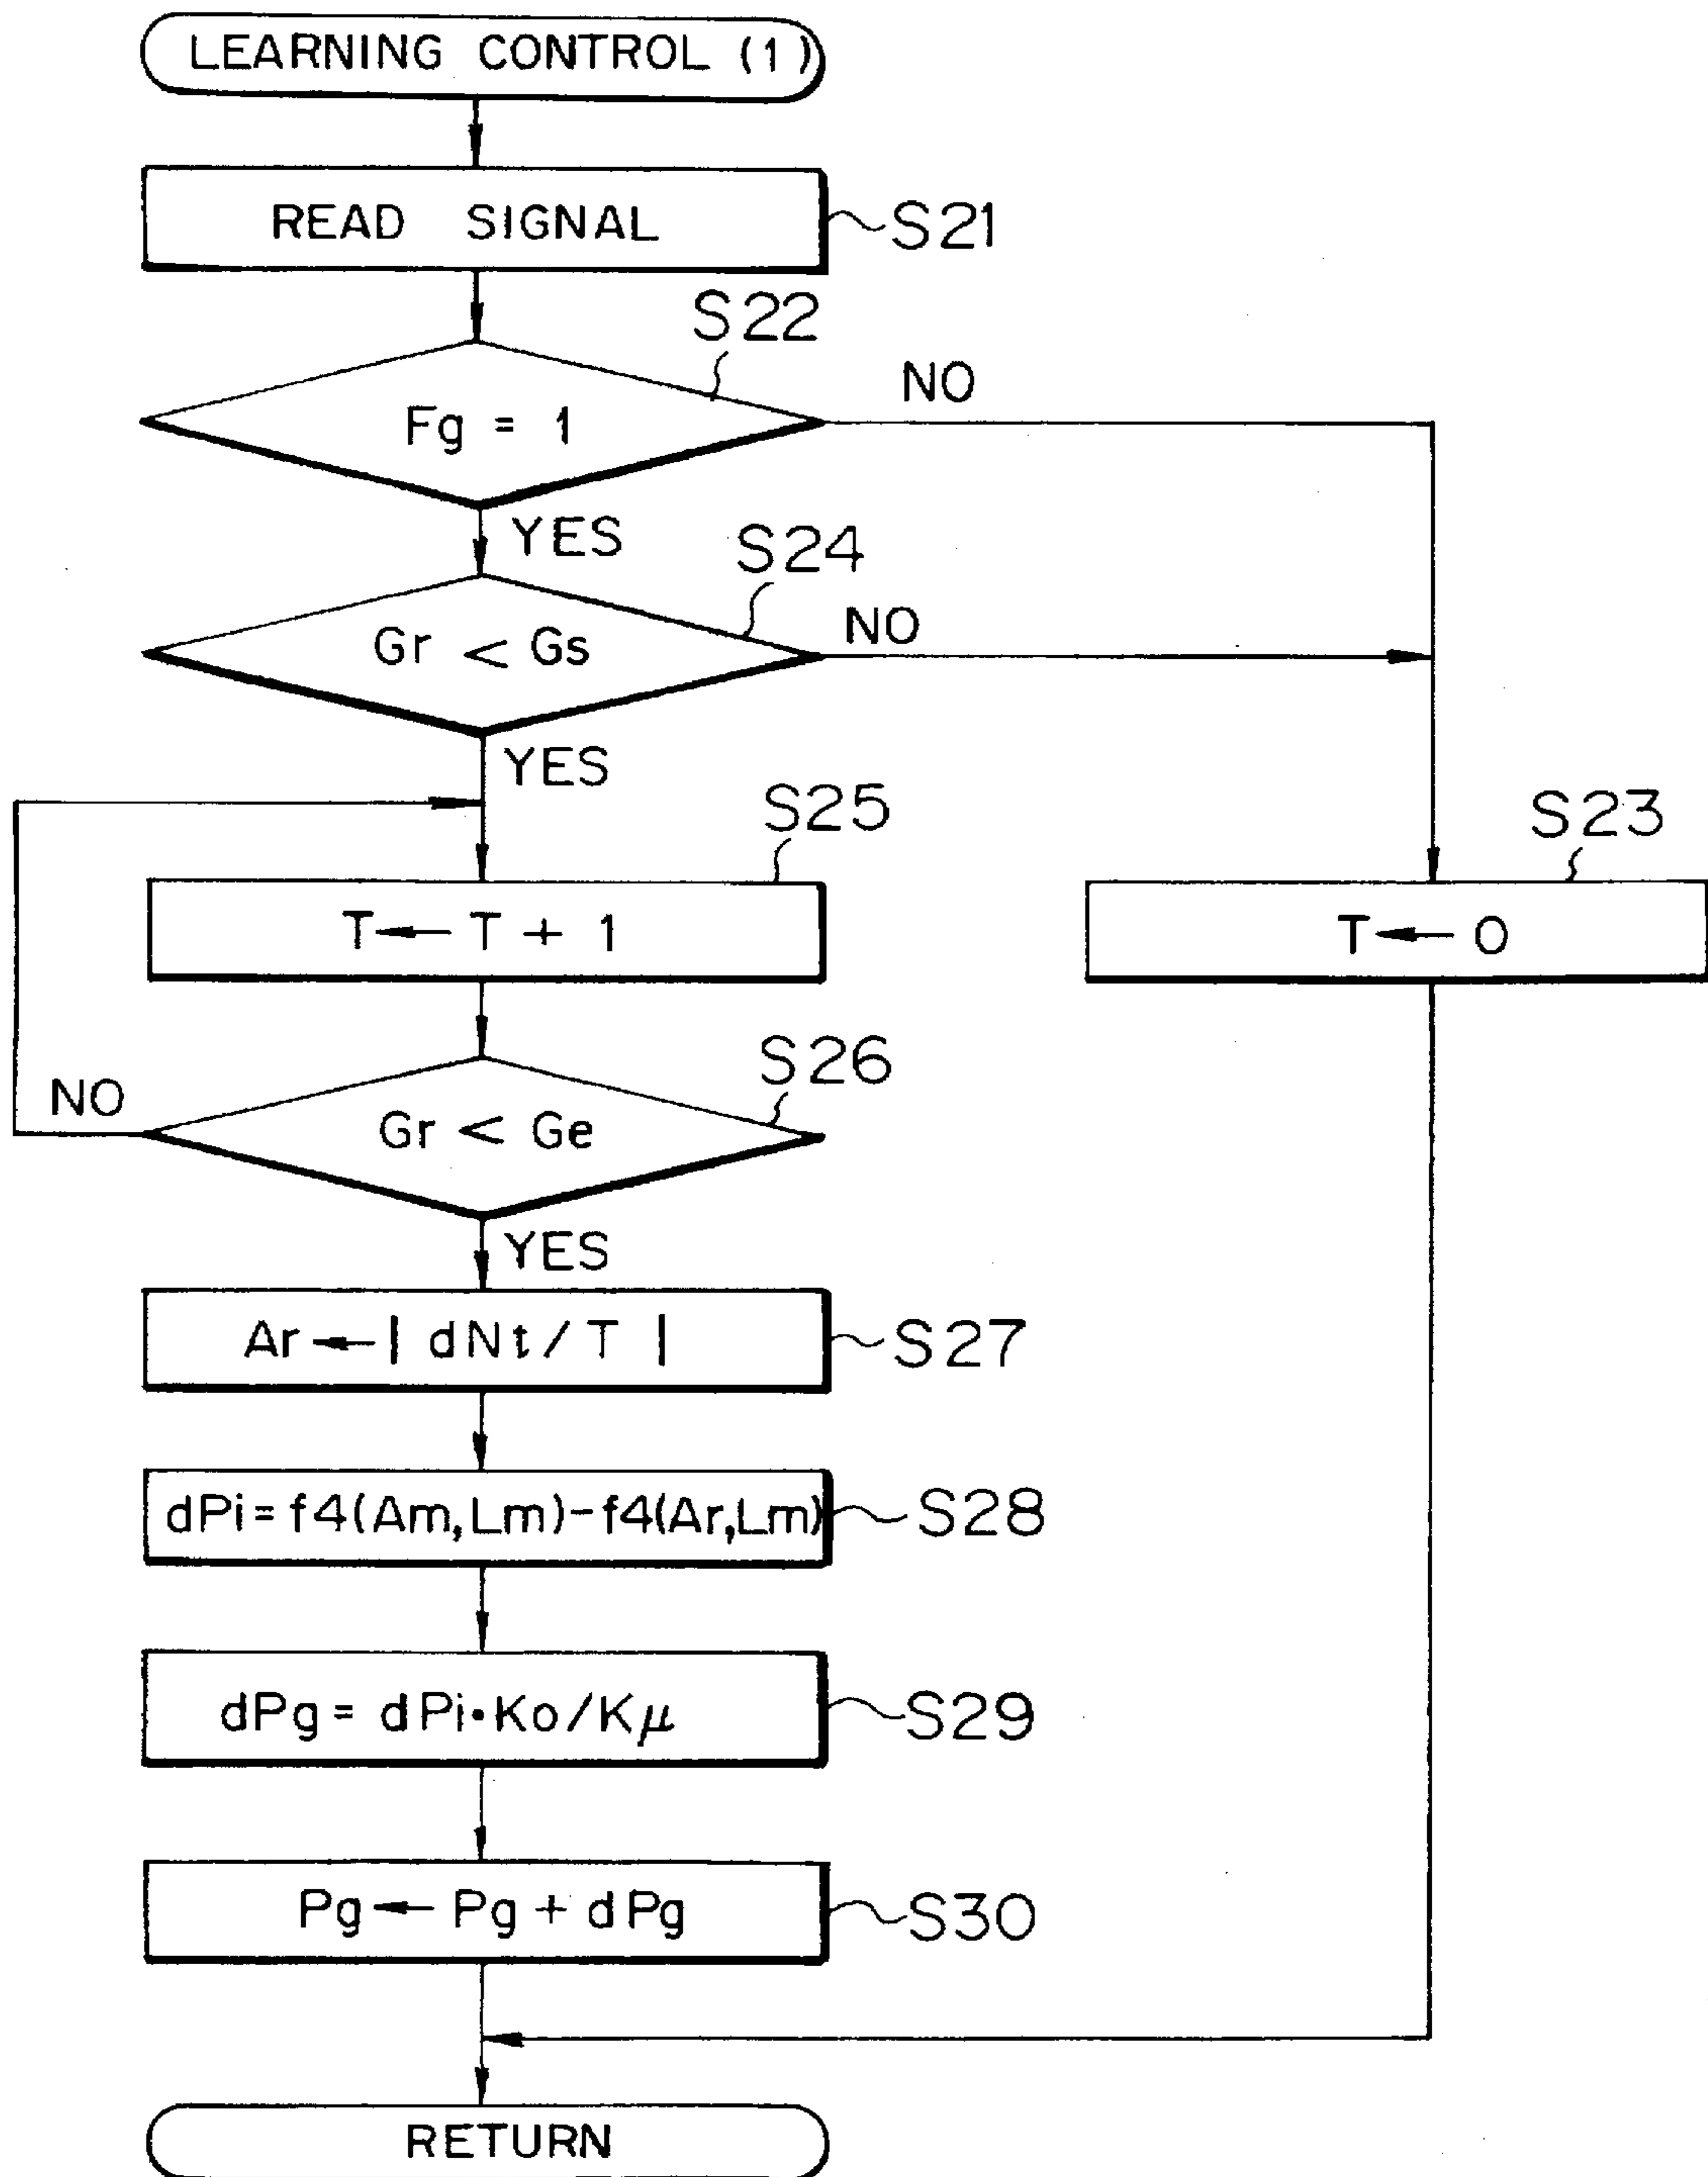 LEARNING CONTROL (1)
READ SIGNAL
S21
S22
Fg = 1
NO
YES
S24
Gr < Gs
NO
YES
S25
T ← T + 1
S23
T ← 0
S26
Gr < Ge
NO
YES
Ar ← | dNt / T |
S27
dPi = f4(Am, Lm) - f4(Ar, Lm)
S28
dPg = dPi·Ko/Kμ
S29
Pg ← Pg + dPg
S30
RETURN